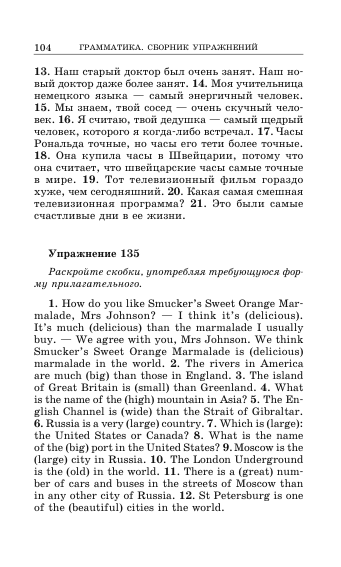 104 ГРАММАТИКА. СБОРНИК УПРАЖНЕНИЙ
13. Наш старый доктор был очень занят. Наш но-
вый доктор даже более занят. 14. Моя учительница
немецкого языка — самый энергичный человек.
15. Мы знаем, твой сосед — очень скучный чело-
век. 16. Я считаю, твой дедушка — самый щедрый
человек, которого я когда-либо встречал. 17. Часы
Рональда точные, но часы его тети более точные.
18. Она купила часы в Швейцарии, потому что
она считает, что швейцарские часы самые точные
в мире. 19. Тот телевизионный фильм гораздо
хуже, чем сегодняшний. 20. Какая самая смешная
телевизионная программа? 21. Это были самые
счастливые дни в ее жизни.
Упражнение 135
Раскройте скобки, употребляя требующуюся фор-
му прилагательного.
1. How do you like Smucker's Sweet Orange Mar-
malade, Mrs Johnson? — I think it's (delicious).
It's much (delicious) than the marmalade I usually
buy. — We agree with you, Mrs Johnson. We think
Smucker's Sweet Orange Marmalade is (delicious)
marmalade in the world. 2. The rivers in America
are much (big) than those in England. 3. The island
of Great Britain is (small) than Greenland. 4. What
is the name of the (high) mountain in Asia? 5. The En-
glish Channel is (wide) than the Strait of Gibraltar.
6. Russia is a very (large) country. 7. Which is (large):
the United States or Canada? 8. What is the name
of the (big) port in the United States? 9. Moscow is the
(large) city in Russia. 10. The London Underground
is the (old) in the world. 11. There is a (great) num-
ber of cars and buses in the streets of Moscow than
in any other city of Russia. 12. St Petersburg is one
of the (beautiful) cities in the world.